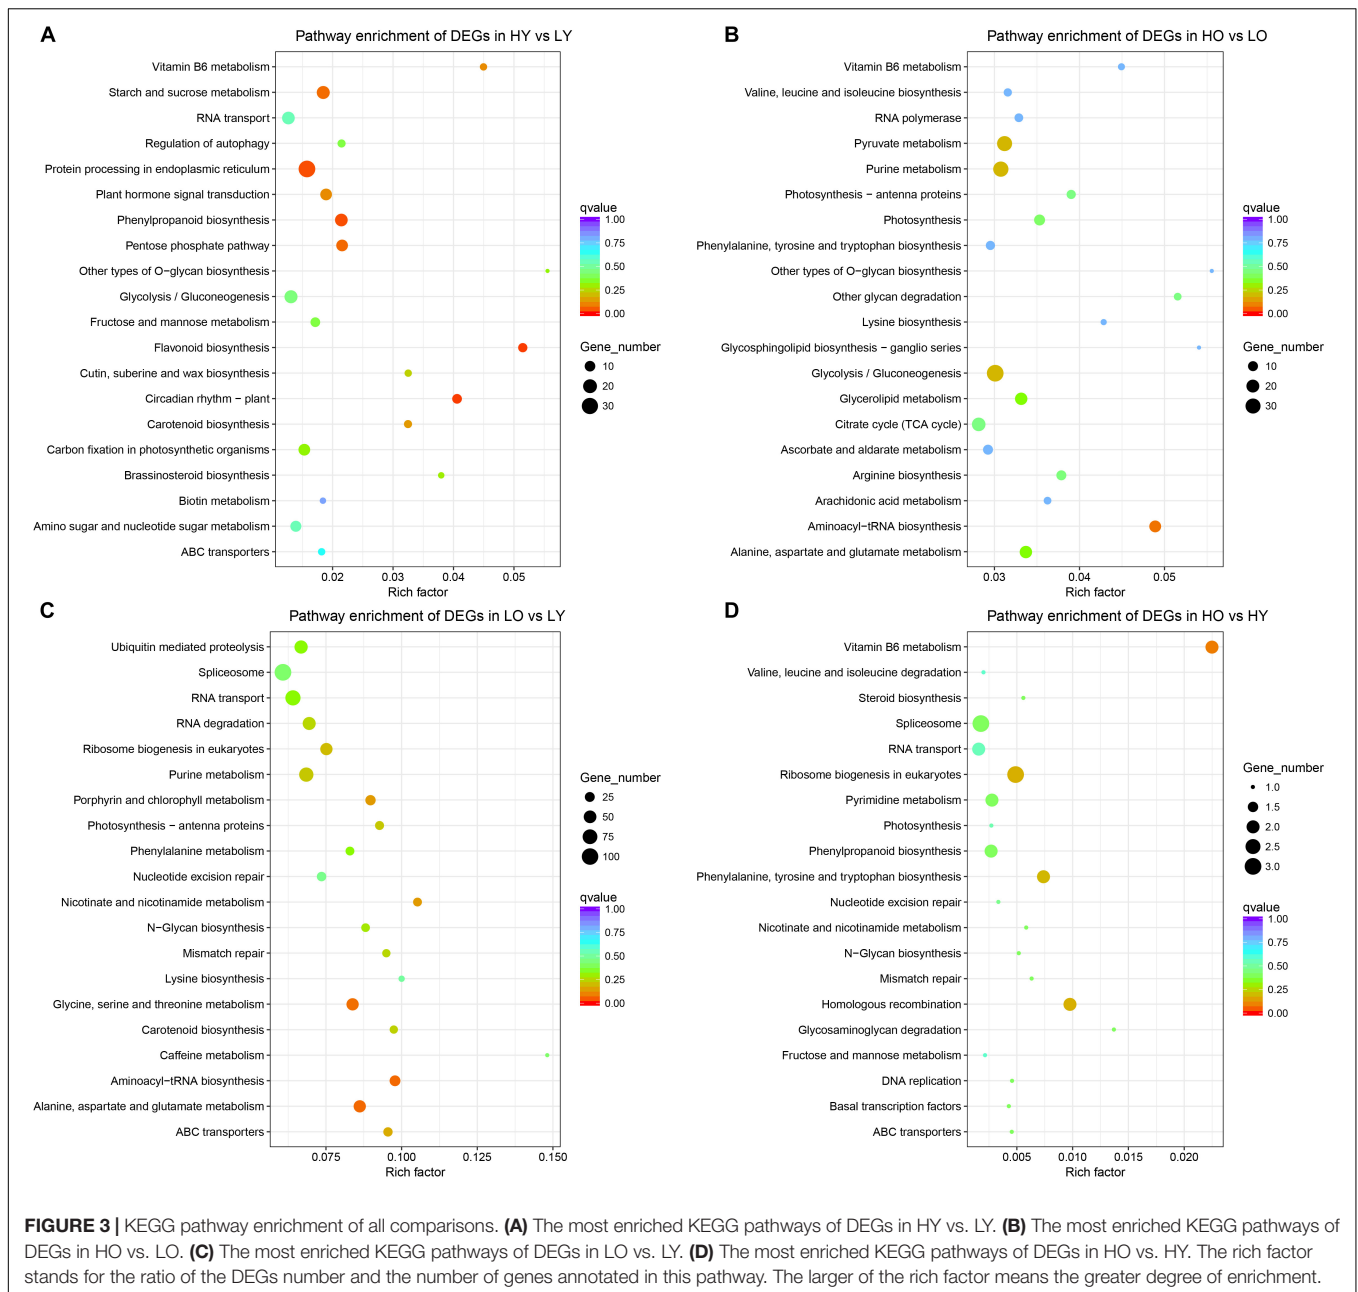 A
Pathway enrichment of DEGs in HY vs LY
Vitamin B6 metabolism
Starch and sucrose metabolism
RNA transport
Regulation of autophagy
Protein processing in endoplasmic reticulum
Plant hormone signal transduction
Phenylpropanoid biosynthesis
Pentose phosphate pathway
Other types of O−glycan biosynthesis
Glycolysis / Gluconeogenesis
Fructose and mannose metabolism
Flavonoid biosynthesis
Cutin, suberine and wax biosynthesis
Circadian rhythm − plant
Carotenoid biosynthesis
Carbon fixation in photosynthetic organisms
Brassinosteroid biosynthesis
Biotin metabolism
Amino sugar and nucleotide sugar metabolism
ABC transporters
0.02 0.03 0.04 0.05
Rich factor
qvalue
1.00
0.75
0.50
0.25
0.00
Gene_number
10
20
30
B
Pathway enrichment of DEGs in HO vs LO
Vitamin B6 metabolism
Valine, leucine and isoleucine biosynthesis
RNA polymerase
Pyruvate metabolism
Purine metabolism
Photosynthesis − antenna proteins
Photosynthesis
Phenylalanine, tyrosine and tryptophan biosynthesis
Other types of O−glycan biosynthesis
Other glycan degradation
Lysine biosynthesis
Glycosphingolipid biosynthesis − ganglio series
Glycolysis / Gluconeogenesis
Glycerolipid metabolism
Citrate cycle (TCA cycle)
Ascorbate and aldarate metabolism
Arginine biosynthesis
Arachidonic acid metabolism
Aminoacyl−tRNA biosynthesis
Alanine, aspartate and glutamate metabolism
0.03 0.04 0.05
Rich factor
qvalue
1.00
0.75
0.50
0.25
0.00
Gene_number
10
20
30
C
Pathway enrichment of DEGs in LO vs LY
Ubiquitin mediated proteolysis
Spliceosome
RNA transport
RNA degradation
Ribosome biogenesis in eukaryotes
Purine metabolism
Porphyrin and chlorophyll metabolism
Photosynthesis − antenna proteins
Phenylalanine metabolism
Nucleotide excision repair
Nicotinate and nicotinamide metabolism
N−Glycan biosynthesis
Mismatch repair
Lysine biosynthesis
Glycine, serine and threonine metabolism
Carotenoid biosynthesis
Caffeine metabolism
Aminoacyl−tRNA biosynthesis
Alanine, aspartate and glutamate metabolism
ABC transporters
0.075 0.100 0.125 0.150
Rich factor
Gene_number
25
50
75
100
qvalue
1.00
0.75
0.50
0.25
0.00
D
Pathway enrichment of DEGs in HO vs HY
Vitamin B6 metabolism
Valine, leucine and isoleucine degradation
Steroid biosynthesis
Spliceosome
RNA transport
Ribosome biogenesis in eukaryotes
Pyrimidine metabolism
Photosynthesis
Phenylpropanoid biosynthesis
Phenylalanine, tyrosine and tryptophan biosynthesis
Nucleotide excision repair
Nicotinate and nicotinamide metabolism
N−Glycan biosynthesis
Mismatch repair
Homologous recombination
Glycosaminoglycan degradation
Fructose and mannose metabolism
DNA replication
Basal transcription factors
ABC transporters
0.005 0.010 0.015 0.020
Rich factor
Gene_number
1.0
1.5
2.0
2.5
3.0
qvalue
1.00
0.75
0.50
0.25
0.00
FIGURE 3 | KEGG pathway enrichment of all comparisons. (A) The most enriched KEGG pathways of DEGs in HY vs. LY. (B) The most enriched KEGG pathways of
DEGs in HO vs. LO. (C) The most enriched KEGG pathways of DEGs in LO vs. LY. (D) The most enriched KEGG pathways of DEGs in HO vs. HY. The rich factor
stands for the ratio of the DEGs number and the number of genes annotated in this pathway. The larger of the rich factor means the greater degree of enrichment.